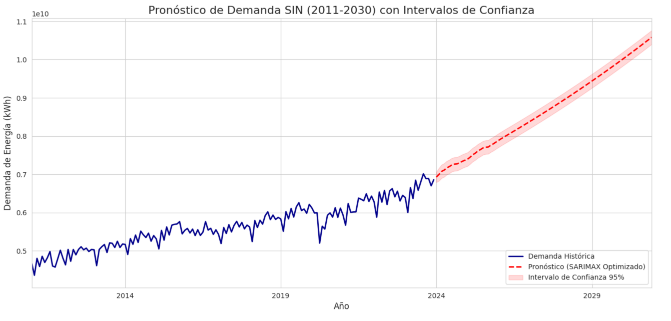 Pronóstico de Demanda SIN (2011-2030) con Intervalos de Confianza
1e10
1.1
1.0
0.9
0.8
0.7
0.6
0.5
Demanda de Energía (kWh)
2014 2019 2024 2029
Año
Demanda Histórica
Pronóstico (SARIMAX Optimizado)
Intervalo de Confianza 95%